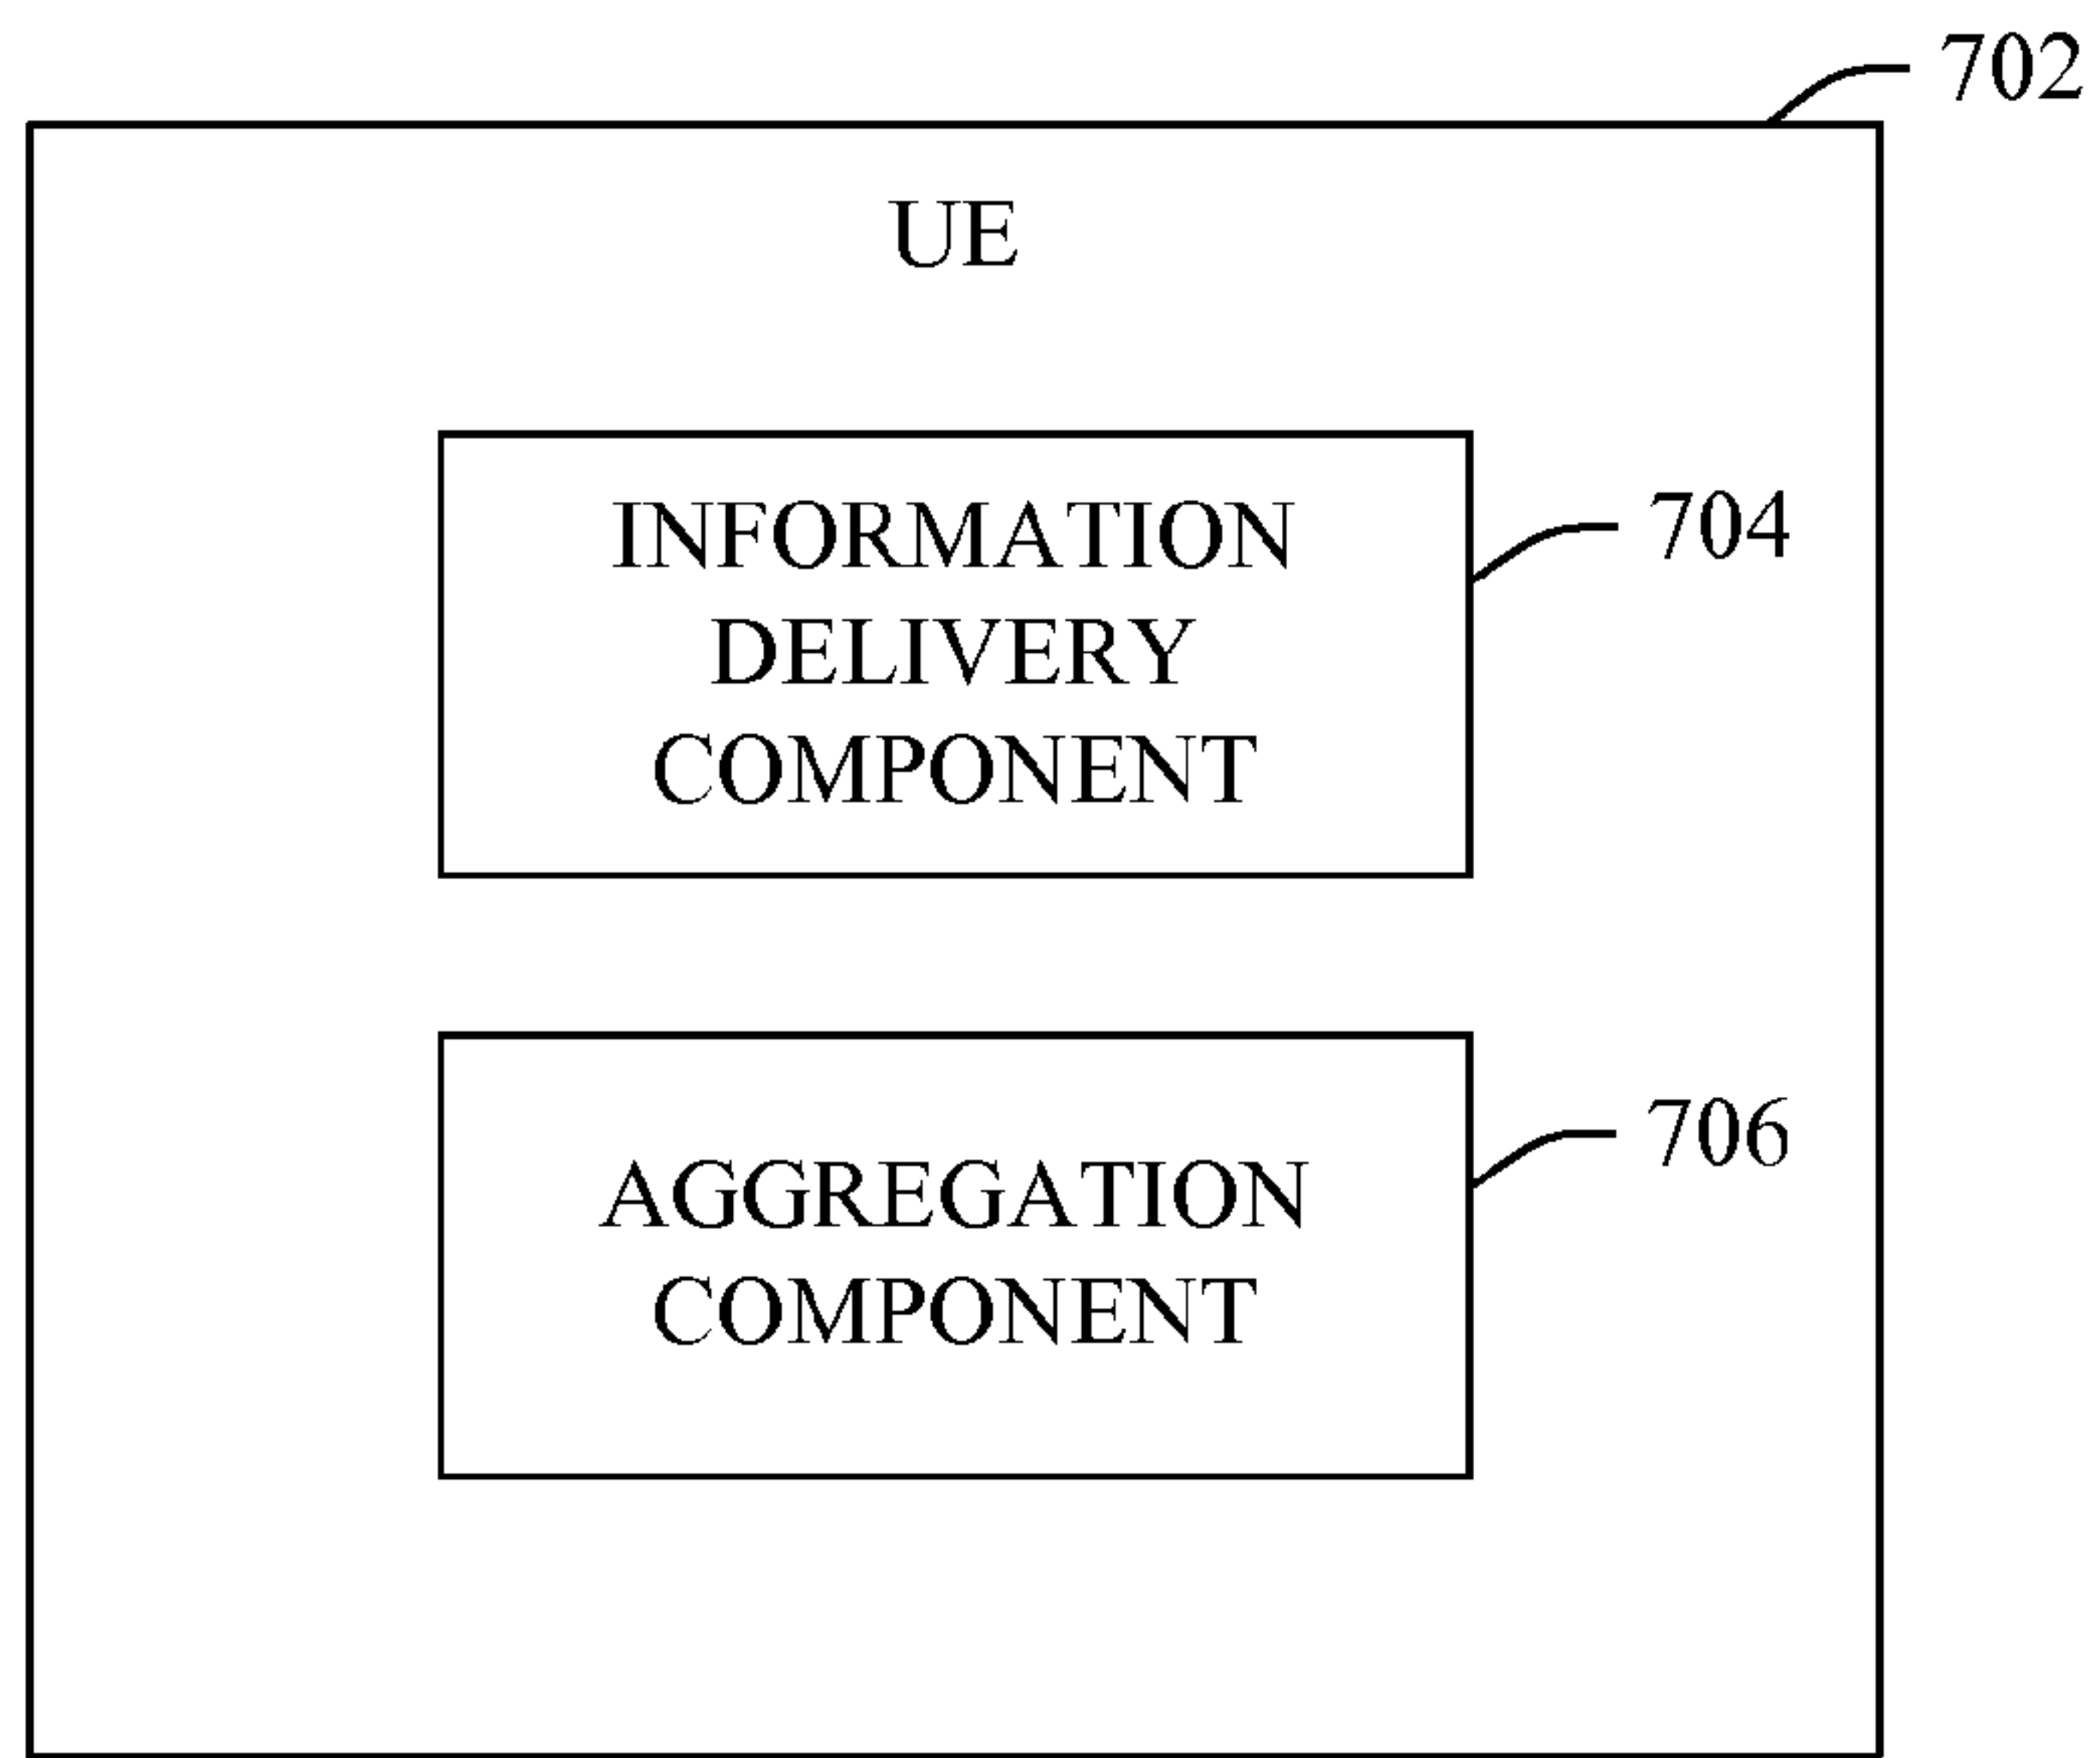 702
UE
INFORMATION
DELIVERY
COMPONENT
704
AGGREGATION
COMPONENT
706